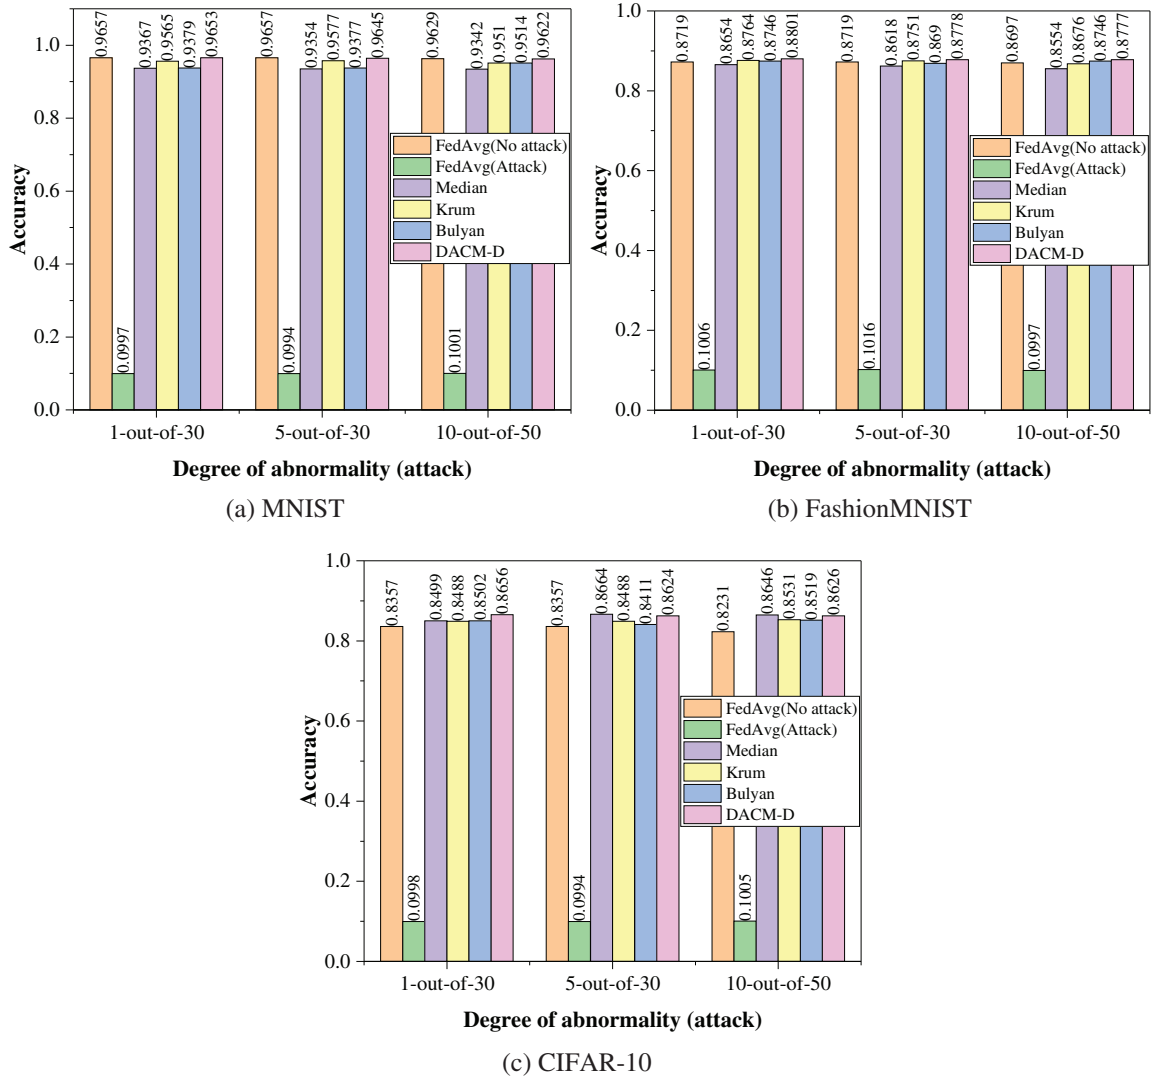 0.9657
0.0997
0.9367
0.9565
0.9379
0.9653
0.9657
0.0994
0.9354
0.9577
0.9377
0.9645
0.9629
0.1001
0.9342
0.951
0.9514
0.9622
1.0
0.8
0.6
0.4
0.2
0.0
Accuracy
FedAvg(No attack)
FedAvg(Attack)
Median
Krum
Bulyan
DACM-D
1-out-of-30 5-out-of-30 10-out-of-50
Degree of abnormality (attack)
(a) MNIST
0.8719
0.1006
0.8654
0.8764
0.8746
0.8801
0.8719
0.1016
0.8618
0.8751
0.869
0.8778
0.8697
0.0997
0.8554
0.8676
0.8746
0.8777
1.0
0.8
0.6
0.4
0.2
0.0
Accuracy
FedAvg(No attack)
FedAvg(Attack)
Median
Krum
Bulyan
DACM-D
1-out-of-30 5-out-of-30 10-out-of-50
Degree of abnormality (attack)
(b) FashionMNIST
0.8357
0.0998
0.8499
0.8488
0.8502
0.8656
0.8357
0.0994
0.8664
0.8488
0.8411
0.8624
0.8231
0.1005
0.8646
0.8531
0.8519
0.8626
1.0
0.8
0.6
0.4
0.2
0.0
Accuracy
FedAvg(No attack)
FedAvg(Attack)
Median
Krum
Bulyan
DACM-D
1-out-of-30 5-out-of-30 10-out-of-50
Degree of abnormality (attack)
(c) CIFAR-10